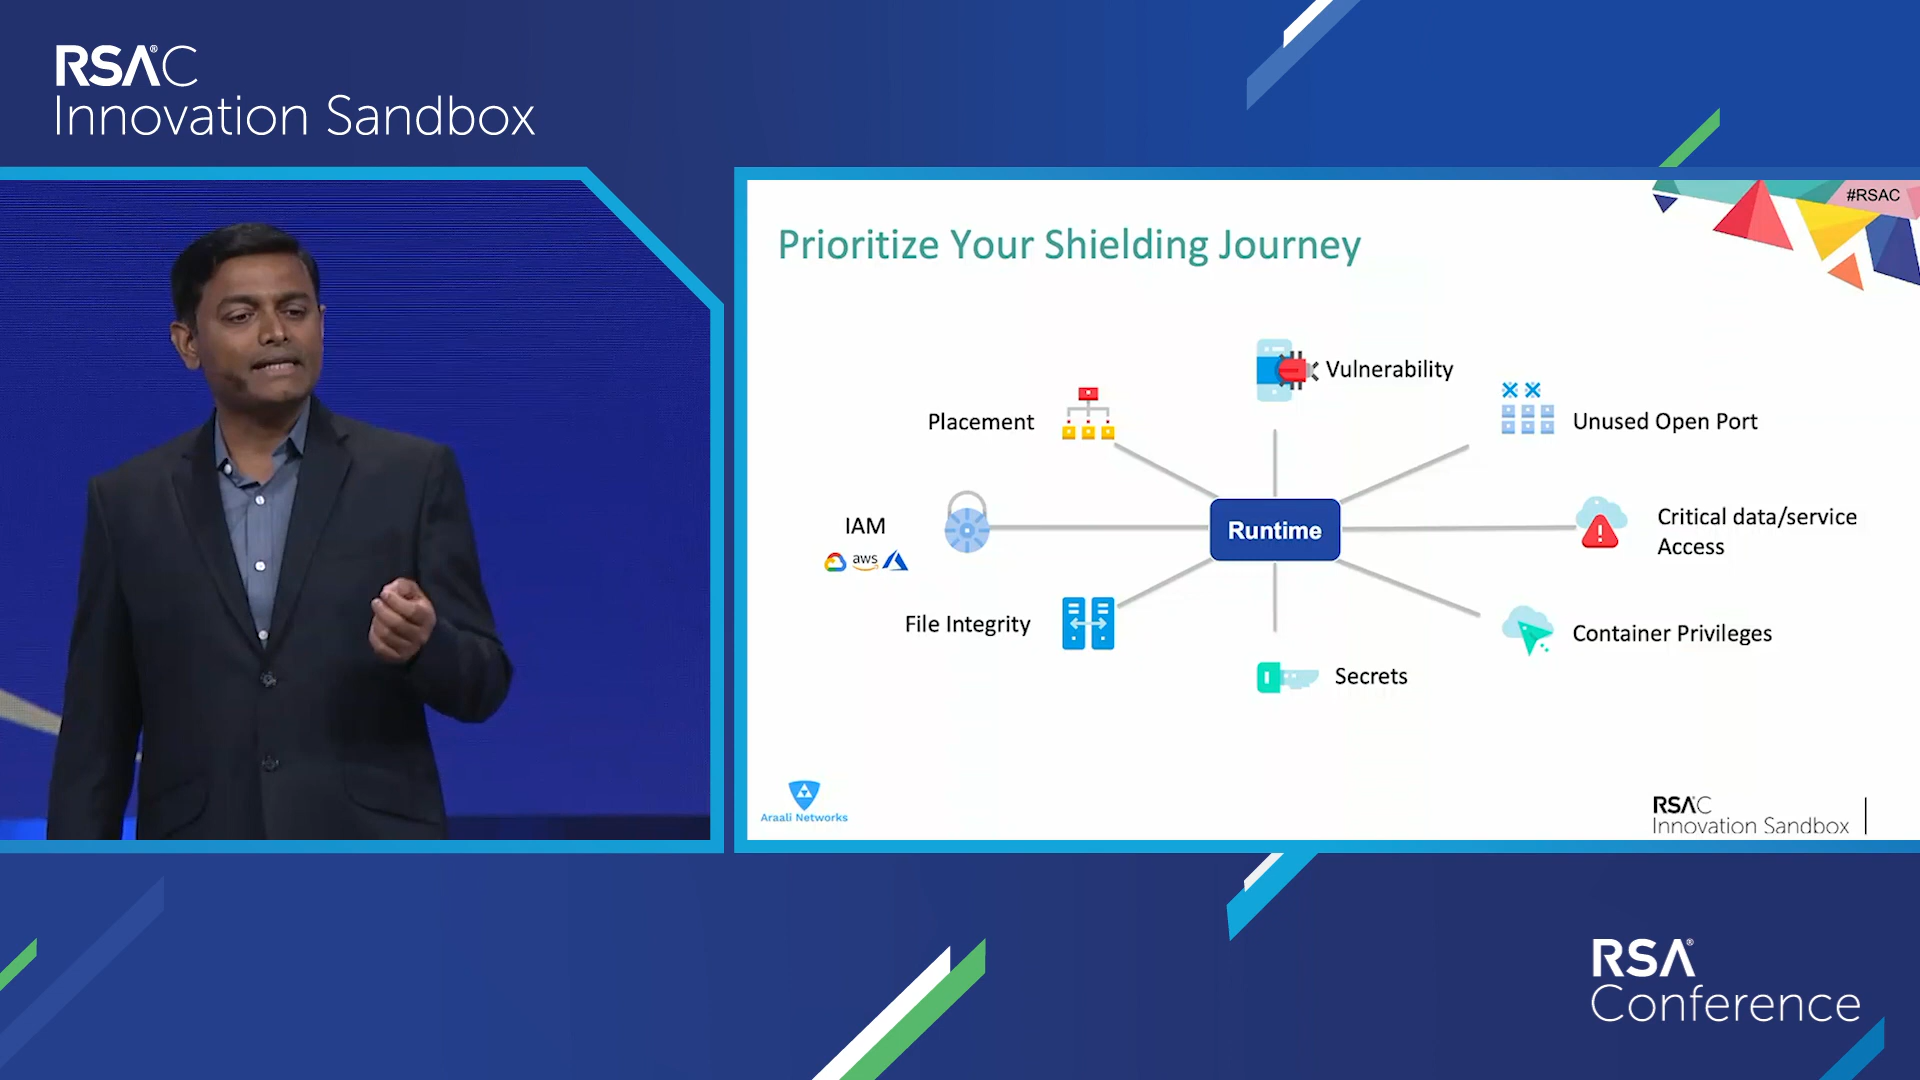 RSAC
Innovation Sandbox
#RSAC
Prioritize Your Shielding Journey
Vulnerability
Placement
Unused Open Port
IAM
aws
Runtime
Critical data/service
Access
File Integrity
Container Privileges
Secrets
Araali Networks
RSAC
Innovation Sandbox
RSA®
Conference